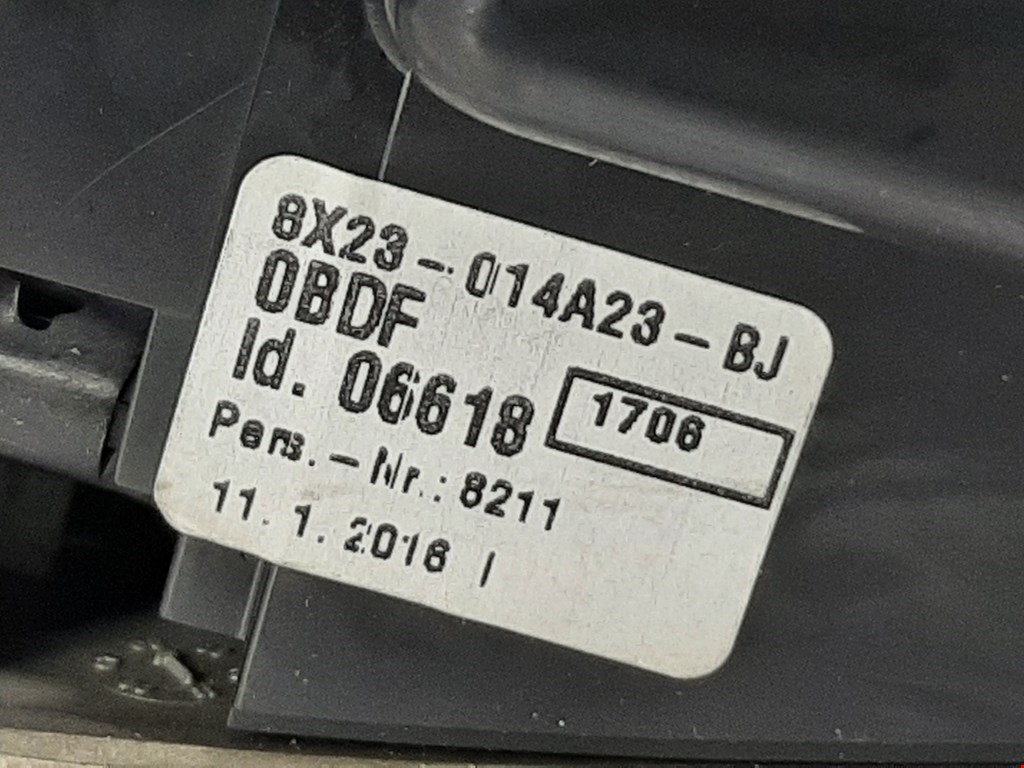 8X23-014A23-BJ
0BDF
Id. 06618
1706
Pers.-Nr.: 8211
11. 1. 2016 I